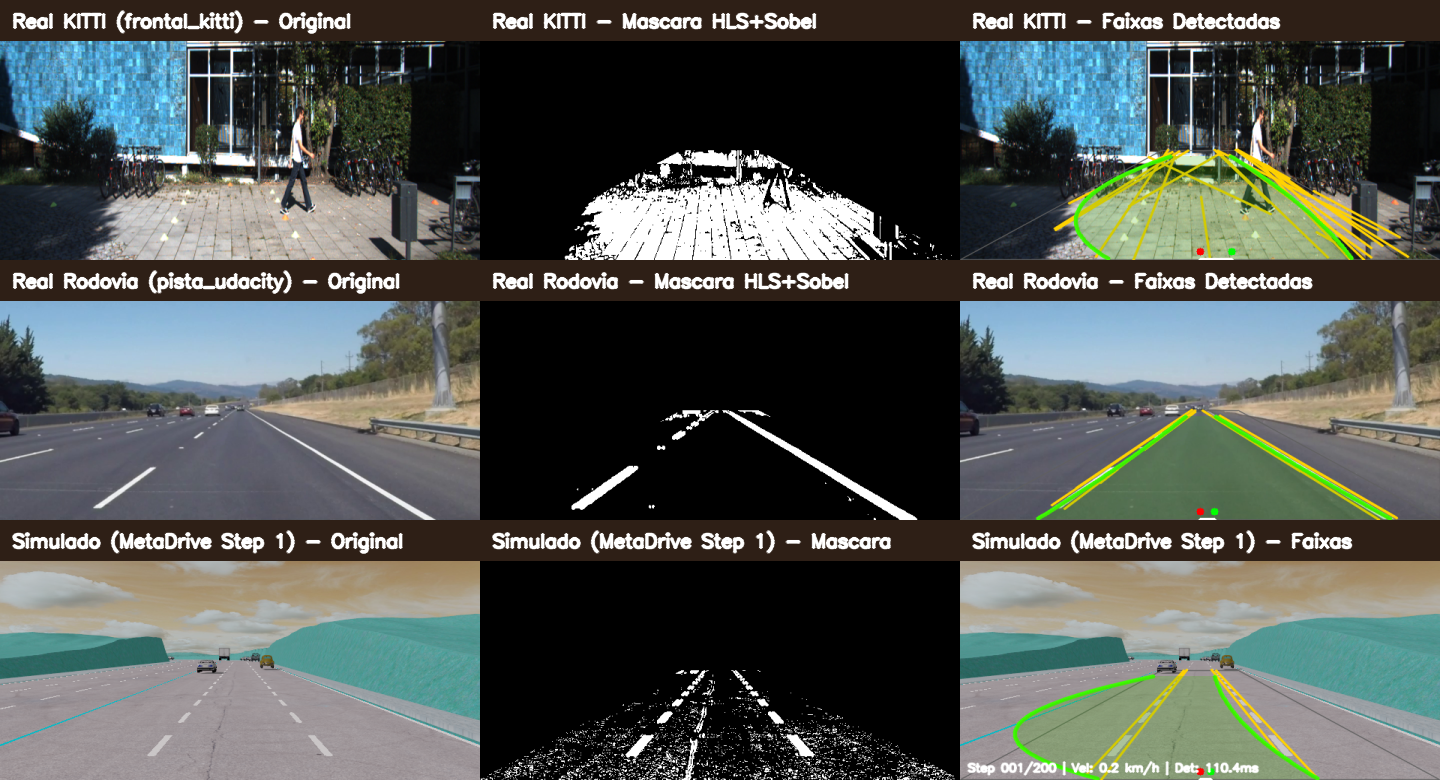 Real KITTI (frontal_kitti) - Original
Real KITTI - Mascara HLS+Sobel
Real KITTI - Faixas Detectadas
Real Rodovia (pista_udacity) - Original
Real Rodovia - Mascara HLS+Sobel
Real Rodovia - Faixas Detectadas
Simulado (MetaDrive Step 1) - Original
Simulado (MetaDrive Step 1) - Mascara
Simulado (MetaDrive Step 1) - Faixas
Step 001/200 | Vel: 0.2 km/h | Det: 110.4ms